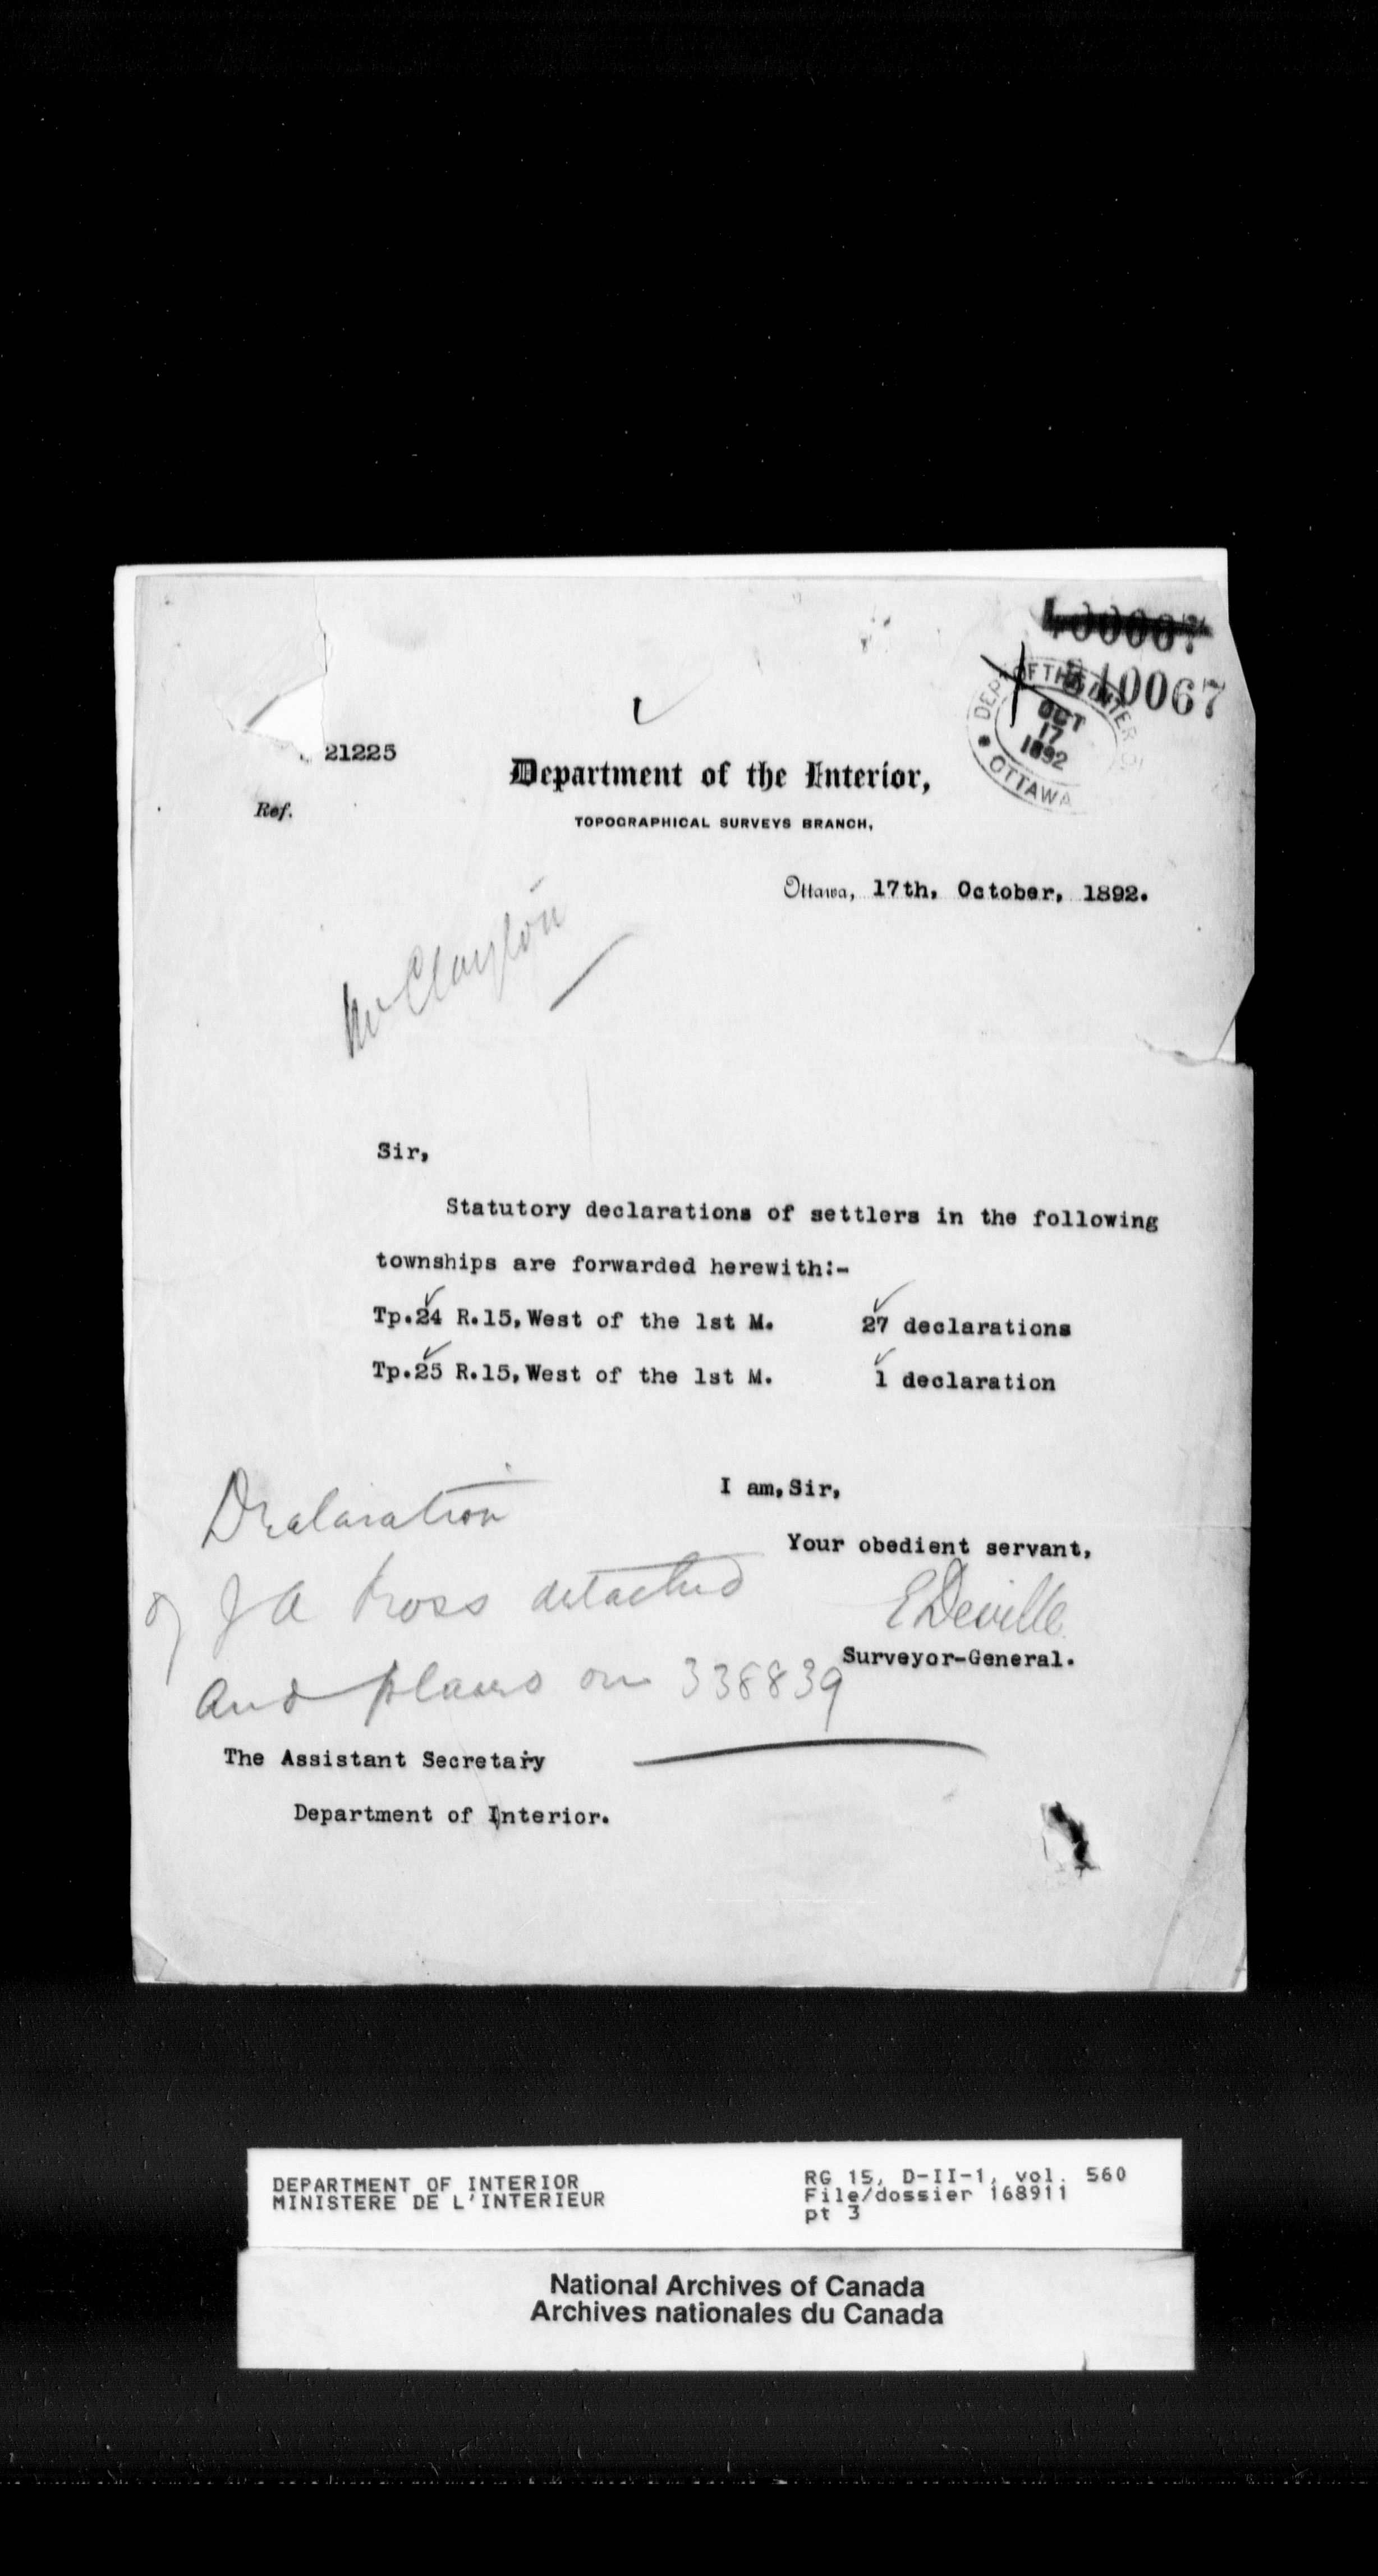 310067
DEPT OF THE INTERIOR
OCT
17
1892
OTTAWA
21225
Department of the Interior,
Ref.
TOPOGRAPHICAL SURVEYS BRANCH,
Ottawa, 17th, October, 1892.
Mr Clayton
Sir,
Statutory declarations of settlers in the following
townships are forwarded herewith:-
Tp.24 R.15, West of the 1st M. 27 declarations
Tp.25 R.15, West of the 1st M. 1 declaration
I am, Sir,
Your obedient servant,
E Deville
Surveyor-General.
Declaration
of J A Ross detached
and placed on 338839
The Assistant Secretary
Department of Interior.
DEPARTMENT OF INTERIOR
MINISTERE DE L'INTERIEUR
RG 15, D-II-1, vol. 560
File/dossier 168911
pt 3
National Archives of Canada
Archives nationales du Canada